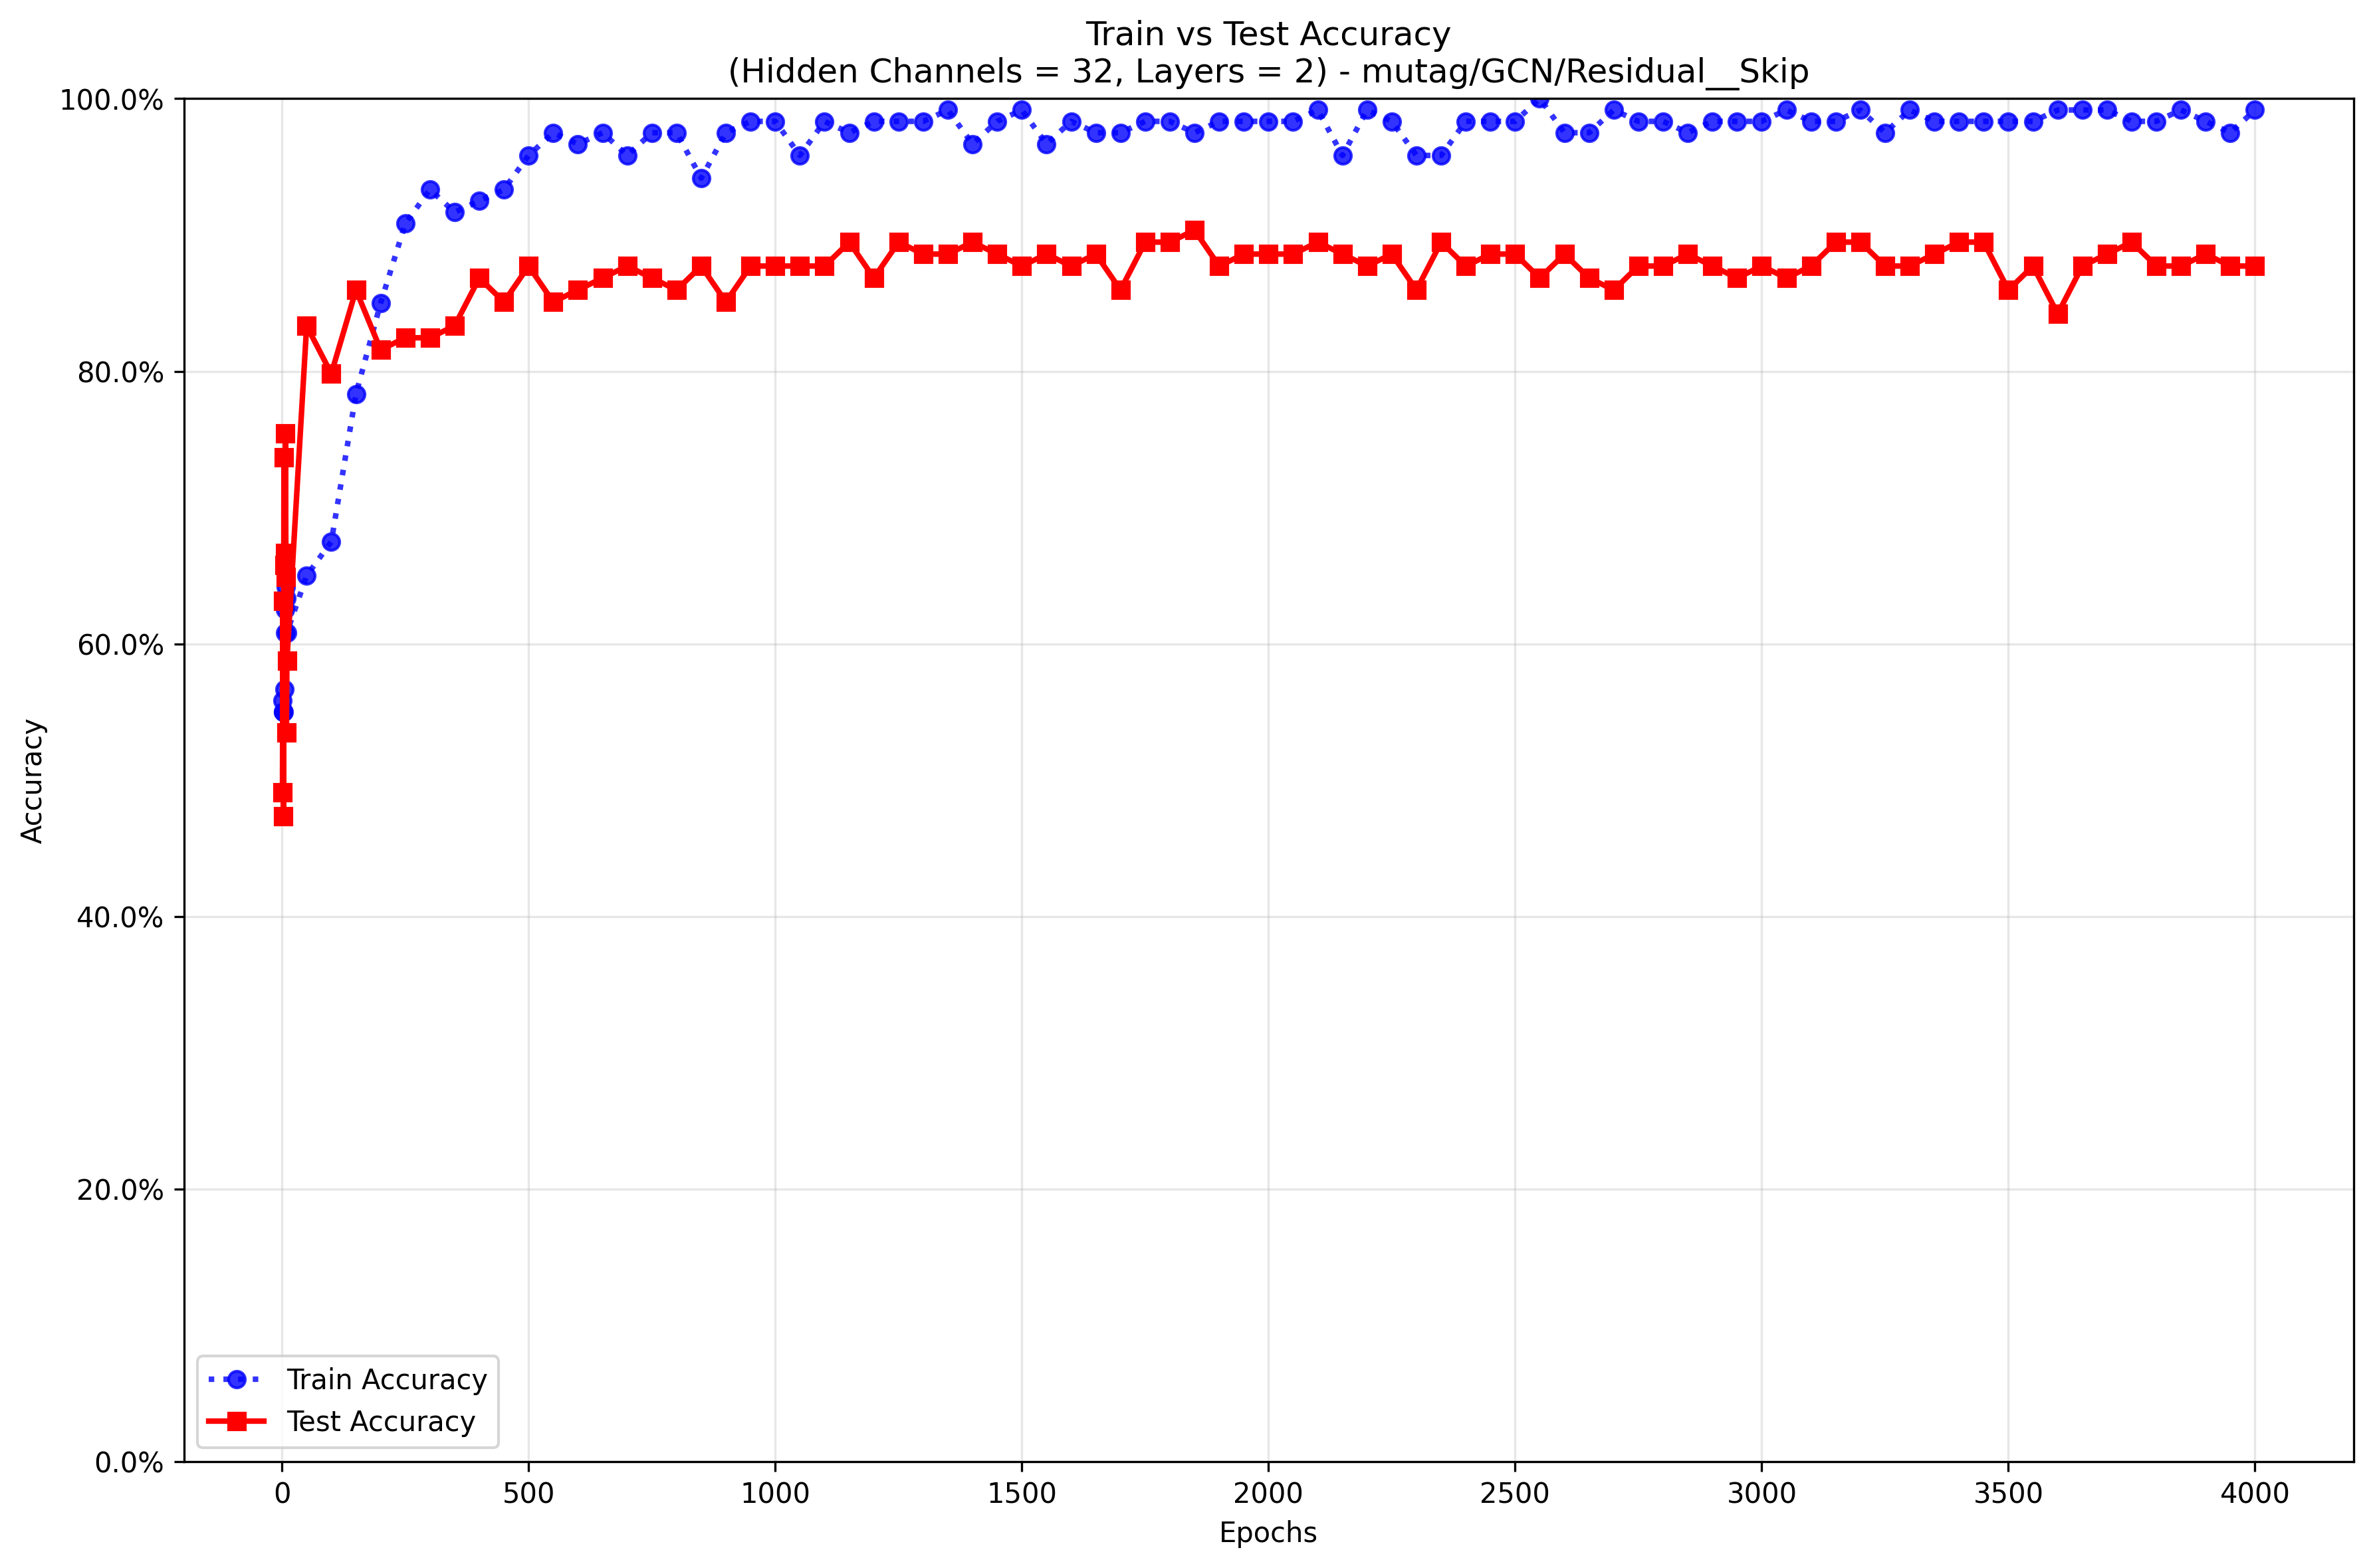 Train vs Test Accuracy
(Hidden Channels = 32, Layers = 2) - mutag/GCN/Residual__Skip
100.0%
80.0%
60.0%
40.0%
20.0%
0.0%
Accuracy
Train Accuracy
Test Accuracy
0 500 1000 1500 2000 2500 3000 3500 4000
Epochs